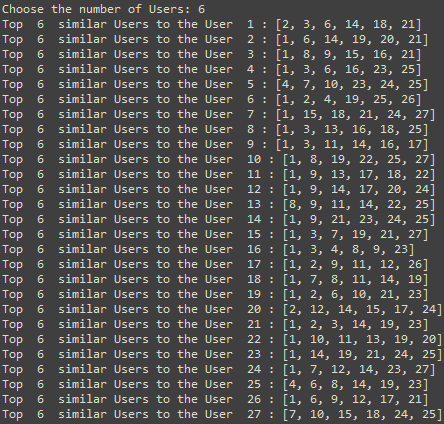 Choose the number of Users: 6
Top  6  similar Users to the User  1 : [2, 3, 6, 14, 18, 21]
Top  6  similar Users to the User  2 : [1, 6, 14, 19, 20, 21]
Top  6  similar Users to the User  3 : [1, 8, 9, 15, 16, 21]
Top  6  similar Users to the User  4 : [1, 3, 6, 16, 23, 25]
Top  6  similar Users to the User  5 : [4, 7, 10, 23, 24, 25]
Top  6  similar Users to the User  6 : [1, 2, 4, 19, 25, 26]
Top  6  similar Users to the User  7 : [1, 15, 18, 21, 24, 27]
Top  6  similar Users to the User  8 : [1, 3, 13, 16, 18, 25]
Top  6  similar Users to the User  9 : [1, 3, 11, 14, 16, 17]
Top  6  similar Users to the User  10 : [1, 8, 19, 22, 25, 27]
Top  6  similar Users to the User  11 : [1, 9, 13, 17, 18, 22]
Top  6  similar Users to the User  12 : [1, 9, 14, 17, 20, 24]
Top  6  similar Users to the User  13 : [8, 9, 11, 14, 22, 25]
Top  6  similar Users to the User  14 : [1, 9, 21, 23, 24, 25]
Top  6  similar Users to the User  15 : [1, 3, 7, 19, 21, 27]
Top  6  similar Users to the User  16 : [1, 3, 4, 8, 9, 23]
Top  6  similar Users to the User  17 : [1, 2, 9, 11, 12, 26]
Top  6  similar Users to the User  18 : [1, 7, 8, 11, 14, 19]
Top  6  similar Users to the User  19 : [1, 2, 6, 10, 21, 23]
Top  6  similar Users to the User  20 : [2, 12, 14, 15, 17, 24]
Top  6  similar Users to the User  21 : [1, 2, 3, 14, 19, 23]
Top  6  similar Users to the User  22 : [1, 10, 11, 13, 19, 20]
Top  6  similar Users to the User  23 : [1, 14, 19, 21, 24, 25]
Top  6  similar Users to the User  24 : [1, 7, 12, 14, 23, 27]
Top  6  similar Users to the User  25 : [4, 6, 8, 14, 19, 23]
Top  6  similar Users to the User  26 : [1, 6, 9, 12, 17, 21]
Top  6  similar Users to the User  27 : [7, 10, 15, 18, 24, 25]